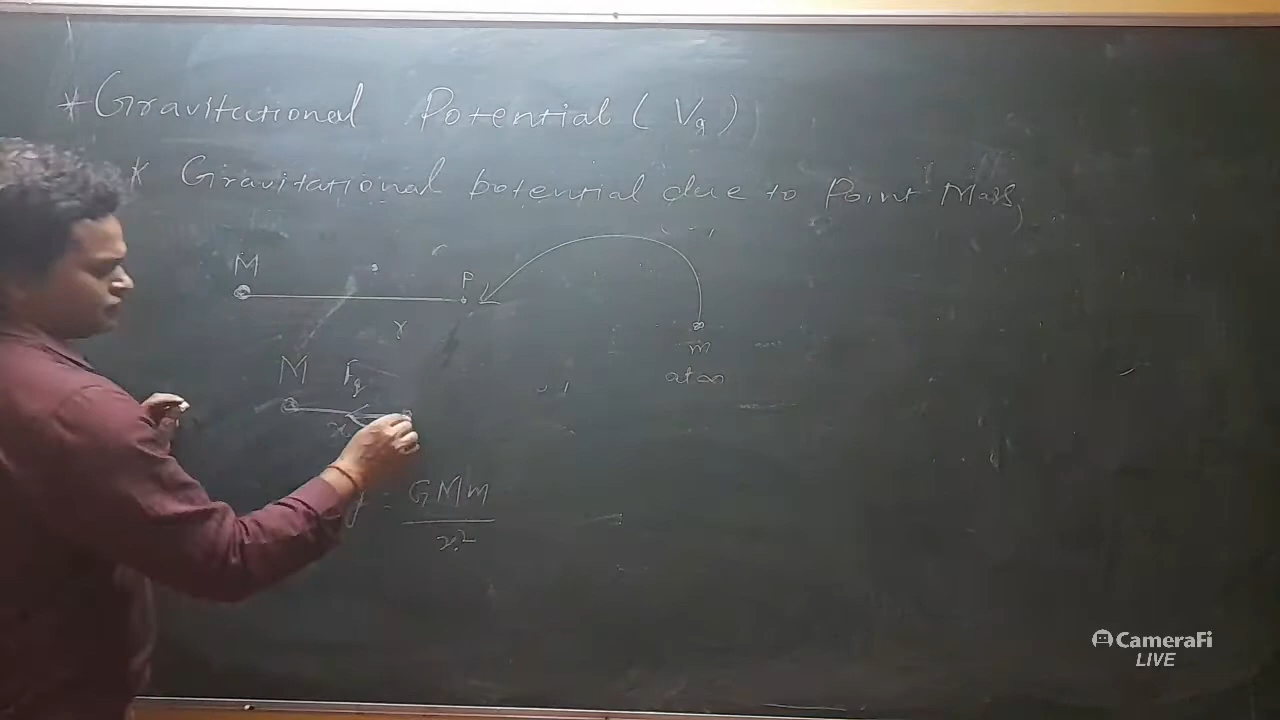 * Gravitational Potential (Vg)
* Gravitational potential due to Point Mass,
M
P
r
m
at ∞
M
Fg
x
= GMm
x²
CameraFi
LIVE